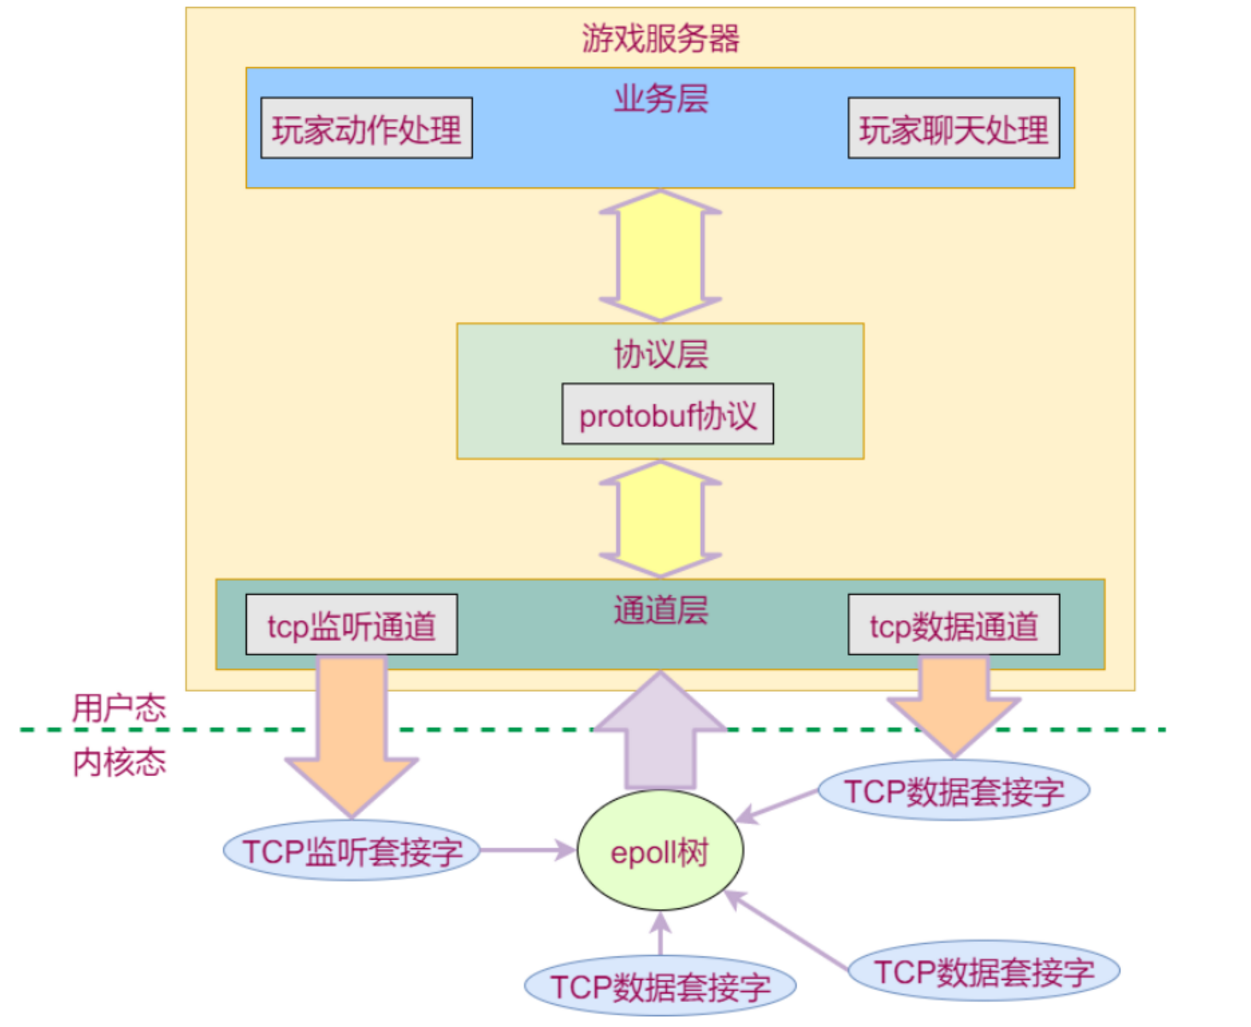 游戏服务器
业务层
玩家动作处理
玩家聊天处理
协议层
protobuf协议
通道层
tcp监听通道
tcp数据通道
用户态
内核态
TCP数据套接字
TCP监听套接字
epoll树
TCP数据套接字
TCP数据套接字